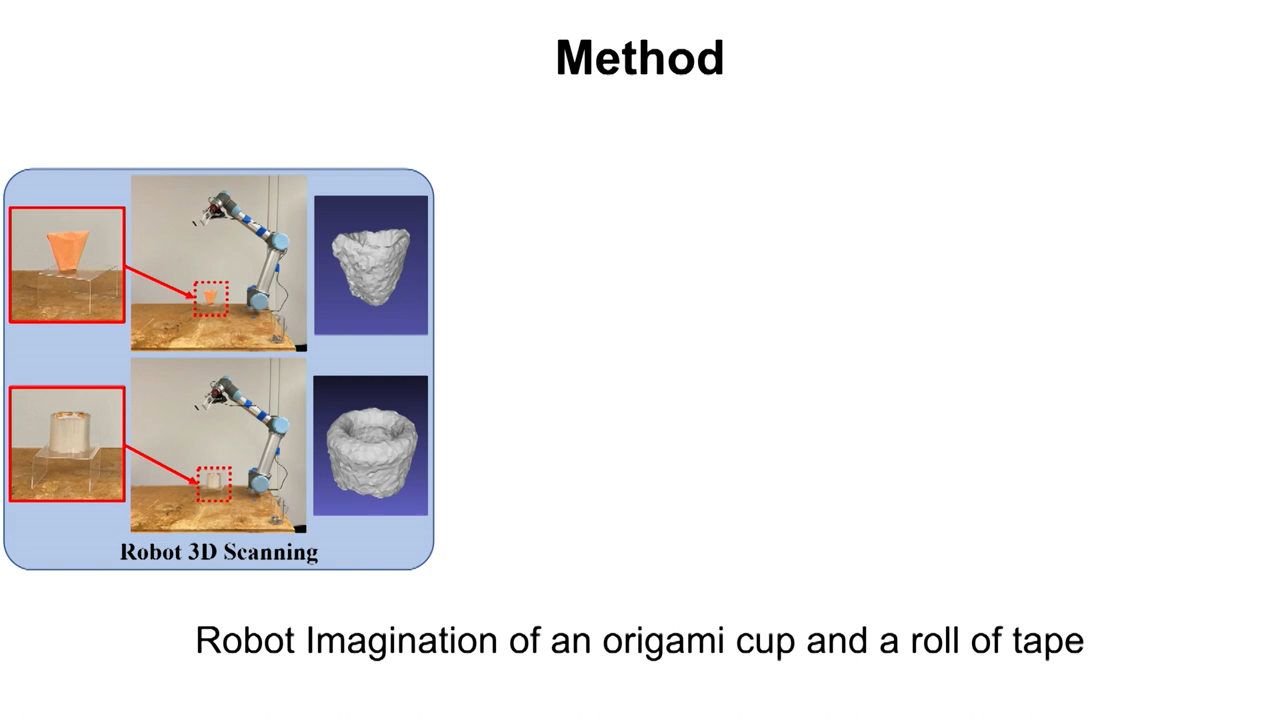 Method
Robot 3D Scanning
Robot Imagination of an origami cup and a roll of tape